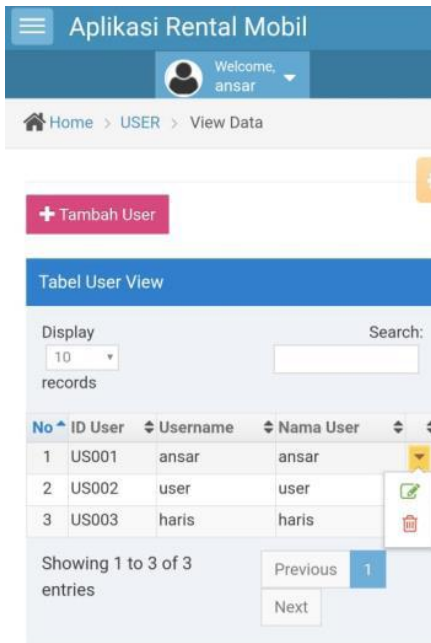 Aplikasi Rental Mobil
Welcome,
ansar
Home > USER > View Data
+ Tambah User
Tabel User View
Display
10
records
Search:
No ID User Username Nama User
1 US001 ansar ansar
2 US002 user user
3 US003 haris haris
Showing 1 to 3 of 3
entries
Previous 1
Next